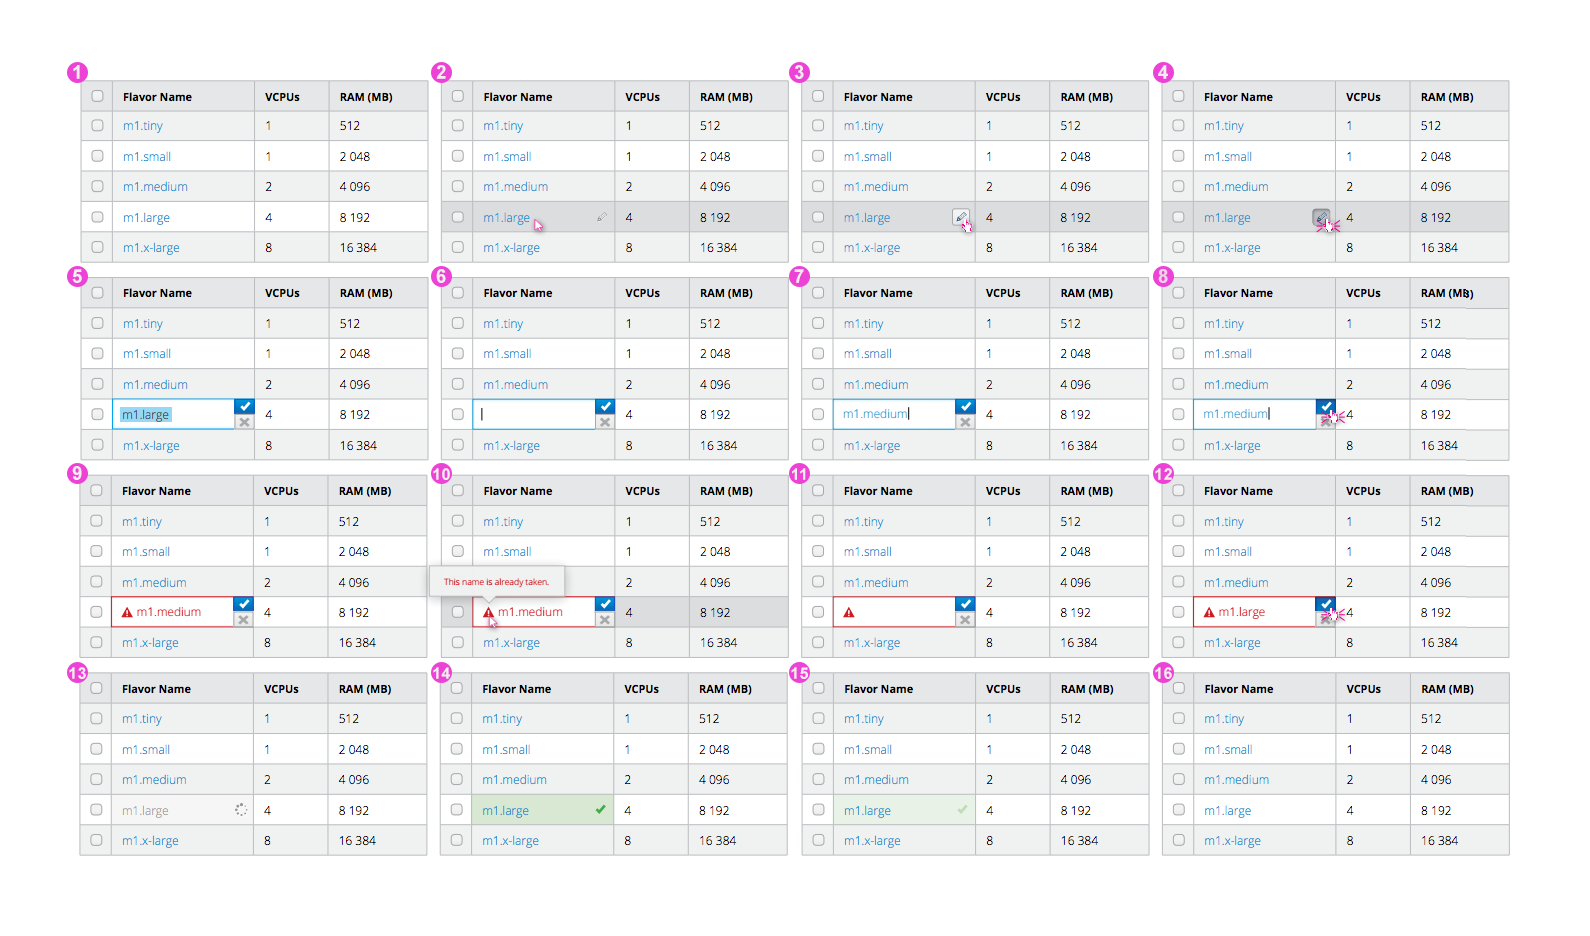 1 2 3 4
Flavor Name VCPUs RAM (MB) Flavor Name VCPUs RAM (MB) Flavor Name VCPUs RAM (MB) Flavor Name VCPUs RAM (MB)
m1.tiny 1 512 m1.tiny 1 512 m1.tiny 1 512 m1.tiny 1 512
m1.small 1 2 048 m1.small 1 2 048 m1.small 1 2 048 m1.small 1 2 048
m1.medium 2 4 096 m1.medium 2 4 096 m1.medium 2 4 096 m1.medium 2 4 096
m1.large 4 8 192 m1.large 4 8 192 m1.large 4 8 192 m1.large 4 8 192
m1.x-large 8 16 384 m1.x-large 8 16 384 m1.x-large 8 16 384 m1.x-large 8 16 384
5 6 7 8
Flavor Name VCPUs RAM (MB) Flavor Name VCPUs RAM (MB) Flavor Name VCPUs RAM (MB) Flavor Name VCPUs RAM (MB)
m1.tiny 1 512 m1.tiny 1 512 m1.tiny 1 512 m1.tiny 1 512
m1.small 1 2 048 m1.small 1 2 048 m1.small 1 2 048 m1.small 1 2 048
m1.medium 2 4 096 m1.medium 2 4 096 m1.medium 2 4 096 m1.medium 2 4 096
m1.large 4 8 192 4 8 192 m1.medium 4 8 192 m1.medium 4 8 192
m1.x-large 8 16 384 m1.x-large 8 16 384 m1.x-large 8 16 384 m1.x-large 8 16 384
9 10 11 12
Flavor Name VCPUs RAM (MB) Flavor Name VCPUs RAM (MB) Flavor Name VCPUs RAM (MB) Flavor Name VCPUs RAM (MB)
m1.tiny 1 512 m1.tiny 1 512 m1.tiny 1 512 m1.tiny 1 512
m1.small 1 2 048 m1.small 1 2 048 m1.small 1 2 048 m1.small 1 2 048
m1.medium 2 4 096 This name is already taken. 2 4 096 m1.medium 2 4 096 m1.medium 2 4 096
m1.medium 4 8 192 m1.medium 4 8 192 4 8 192 m1.large 4 8 192
m1.x-large 8 16 384 m1.x-large 8 16 384 m1.x-large 8 16 384 m1.x-large 8 16 384
13 14 15 16
Flavor Name VCPUs RAM (MB) Flavor Name VCPUs RAM (MB) Flavor Name VCPUs RAM (MB) Flavor Name VCPUs RAM (MB)
m1.tiny 1 512 m1.tiny 1 512 m1.tiny 1 512 m1.tiny 1 512
m1.small 1 2 048 m1.small 1 2 048 m1.small 1 2 048 m1.small 1 2 048
m1.medium 2 4 096 m1.medium 2 4 096 m1.medium 2 4 096 m1.medium 2 4 096
m1.large 4 8 192 m1.large 4 8 192 m1.large 4 8 192 m1.large 4 8 192
m1.x-large 8 16 384 m1.x-large 8 16 384 m1.x-large 8 16 384 m1.x-large 8 16 384